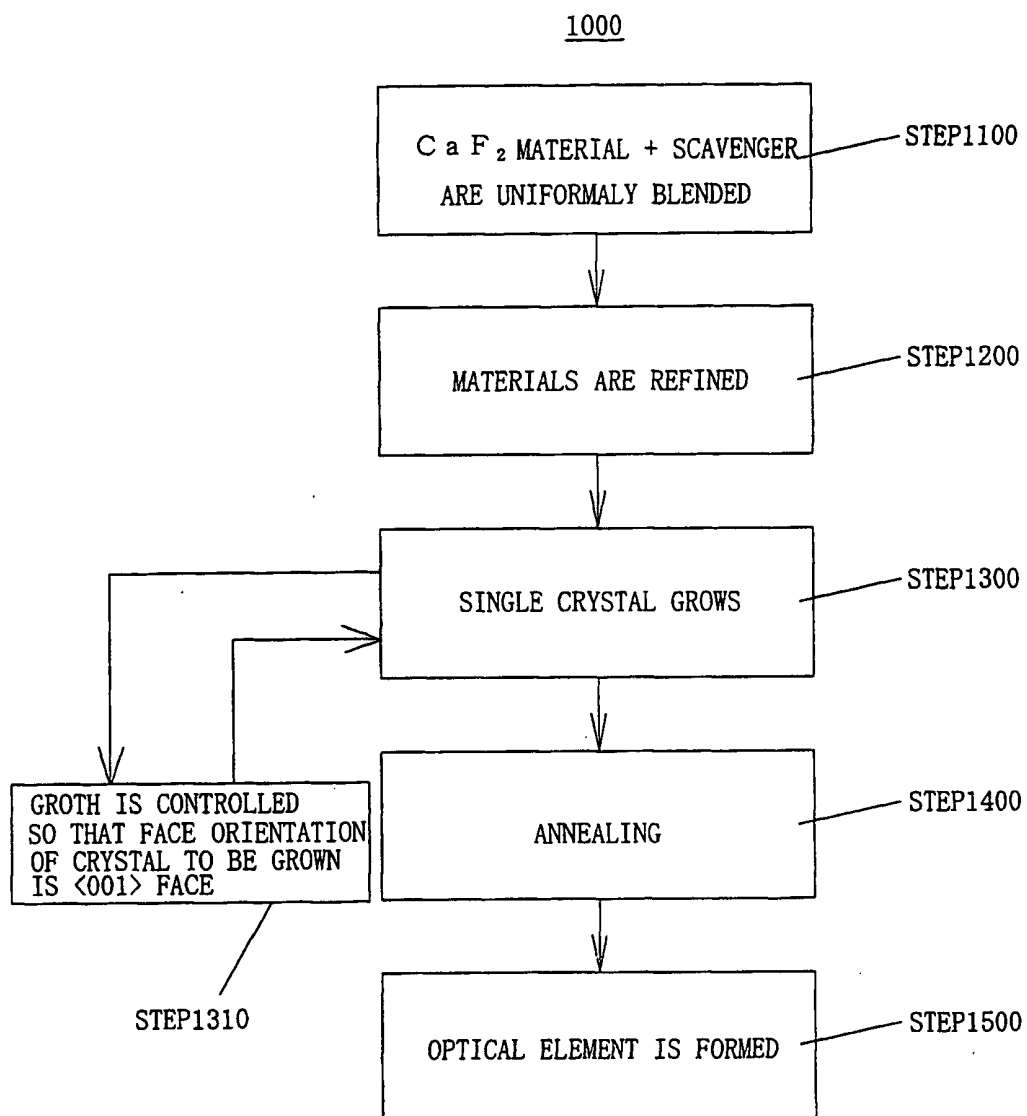 1000
CaF₂ MATERIAL + SCAVENGER
ARE UNIFORMALY BLENDED
STEP1100
MATERIALS ARE REFINED
STEP1200
SINGLE CRYSTAL GROWS
STEP1300
GROTH IS CONTROLLED
SO THAT FACE ORIENTATION
OF CRYSTAL TO BE GROWN
IS <001> FACE
STEP1310
ANNEALING
STEP1400
OPTICAL ELEMENT IS FORMED
STEP1500